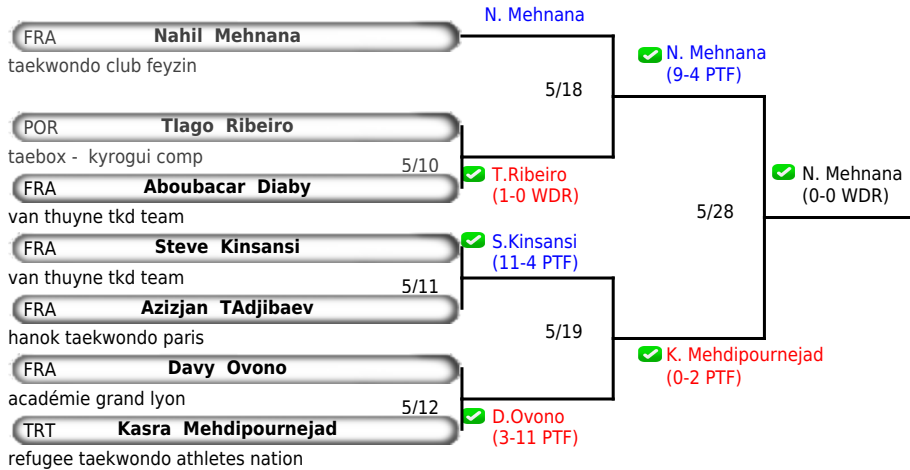 N. Mehnana
FRA Nahil Mehnana
taekwondo club feyzin
N. Mehnana
(9-4 PTF)
5/18
POR TIago Ribeiro
taebox - kyrogui comp
5/10
T.Ribeiro
(1-0 WDR)
FRA Aboubacar Diaby
van thuyne tkd team
N. Mehnana
(0-0 WDR)
5/28
FRA Steve Kinsansi
van thuyne tkd team
S.Kinsansi
(11-4 PTF)
5/11
FRA Azizjan TAdjibaev
hanok taekwondo paris
5/19
K. Mehdipournejad
(0-2 PTF)
FRA Davy Ovono
académie grand lyon
5/12
D.Ovono
(3-11 PTF)
TRT Kasra Mehdipournejad
refugee taekwondo athletes nation